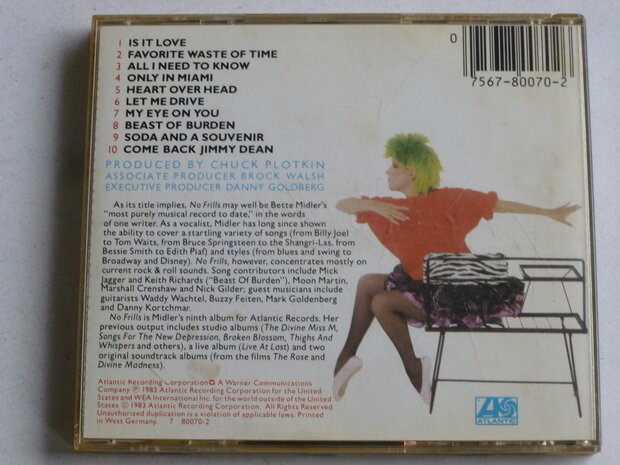 1 IS IT LOVE
2 FAVORITE WASTE OF TIME
3 ALL I NEED TO KNOW
4 ONLY IN MIAMI
5 HEART OVER HEAD
6 LET ME DRIVE
7 MY EYE ON YOU
8 BEAST OF BURDEN
9 SODA AND A SOUVENIR
10 COME BACK JIMMY DEAN
PRODUCED BY CHUCK PLOTKIN
ASSOCIATE PRODUCER BROCK WALSH
EXECUTIVE PRODUCER DANNY GOLDBERG
As its title implies, No Frills may well be Bette Midler's
"most purely musical record to date," in the words
of one writer. As a vocalist, Midler has long since shown
the ability to cover a startling variety of songs (from Billy Joel
to Tom Waits, from Bruce Springsteen to the Shangri-Las, from
Bessie Smith to Edith Piaf) and styles (from blues and swing to
Broadway and Disney). No Frills, however, concentrates mostly on
current rock & roll sounds. Song contributors include Mick
Jagger and Keith Richards ("Beast Of Burden"), Moon Martin,
Marshall Crenshaw and Nick Gilder; guest musicians include
guitarists Waddy Wachtel, Buzzy Feiten, Mark Goldenberg
and Danny Kortchmar.
No Frills is Midler's ninth album for Atlantic Records. Her
previous output includes studio albums (The Divine Miss M,
Songs For The New Depression, Broken Blossom, Thighs And
Whispers and others), a live album (Live At Last) and two
original soundtrack albums (from the films The Rose and
Divine Madness).
Atlantic Recording Corporation A Warner Communications
Company ℗ 1983 Atlantic Recording Corporation for the United
States and WEA International Inc. for the world outside of the United
States © 1983 Atlantic Recording Corporation. All Rights Reserved.
Unauthorized duplication is a violation of applicable laws. Printed
in West Germany. 7 80070-2
0
7567-80070-2
ATLANTIC